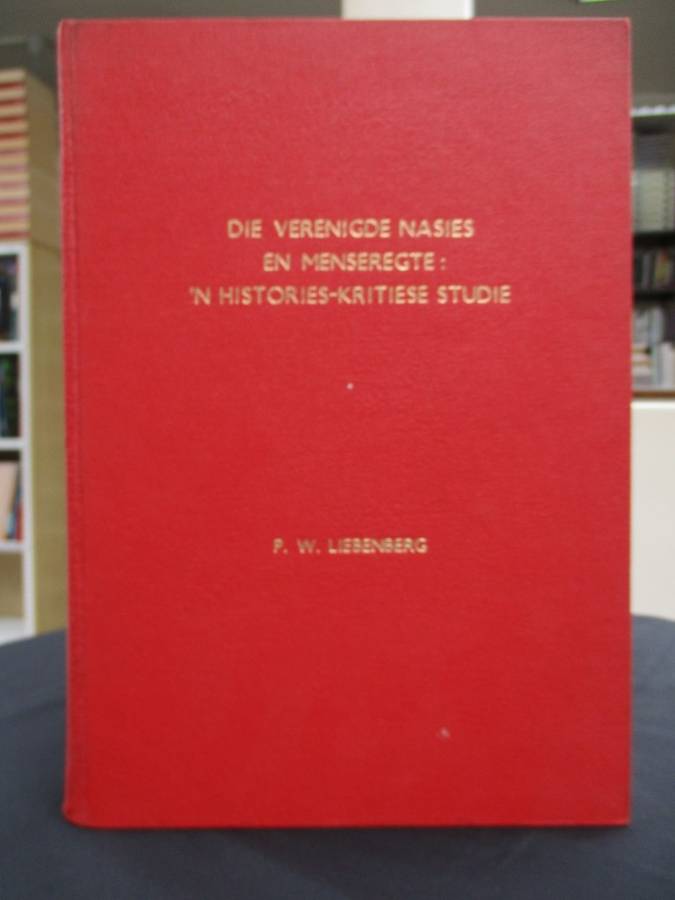 DIE VERENIGDE NASIES
EN MENSEREGTE:
'N HISTORIES-KRITIESE STUDIE
P. W. LIEBENBERG